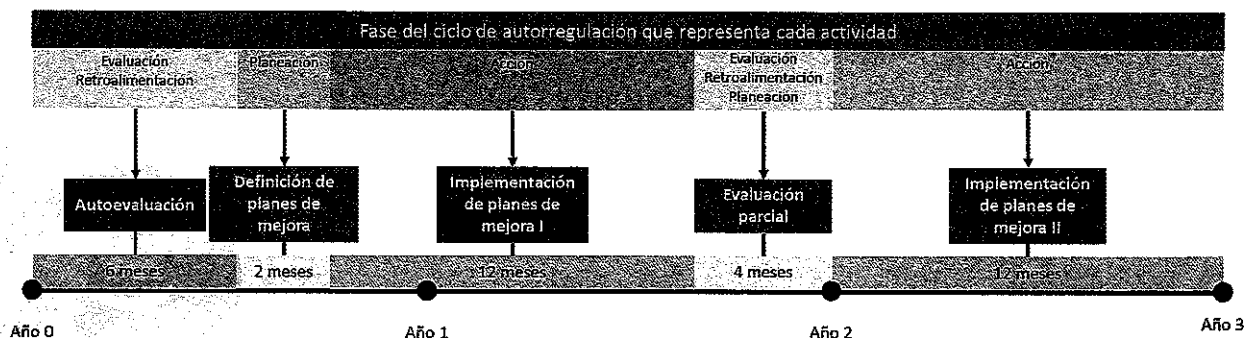 Fase del ciclo de autorregulación que representa cada actividad
Evaluación
Retroalimentación
Planeación
Acción
Evaluación
Retroalimentación
Planeación
Acción
Autoevaluación
Definición de
planes de
mejora
Implementación
de planes de
mejora I
Evaluación
parcial
Implementación
de planes de
mejora II
6 meses
2 meses
12 meses
4 meses
12 meses
Año 0
Año 1
Año 2
Año 3